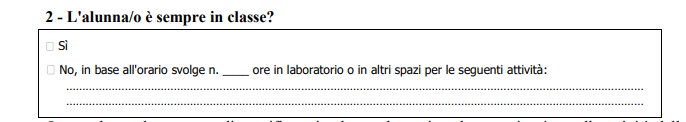 2 - L'alunna/o è sempre in classe?
□ Sì
□ No, in base all'orario svolge n. ____ ore in laboratorio o in altri spazi per le seguenti attività:
................................................................................................................................................................
................................................................................................................................................................